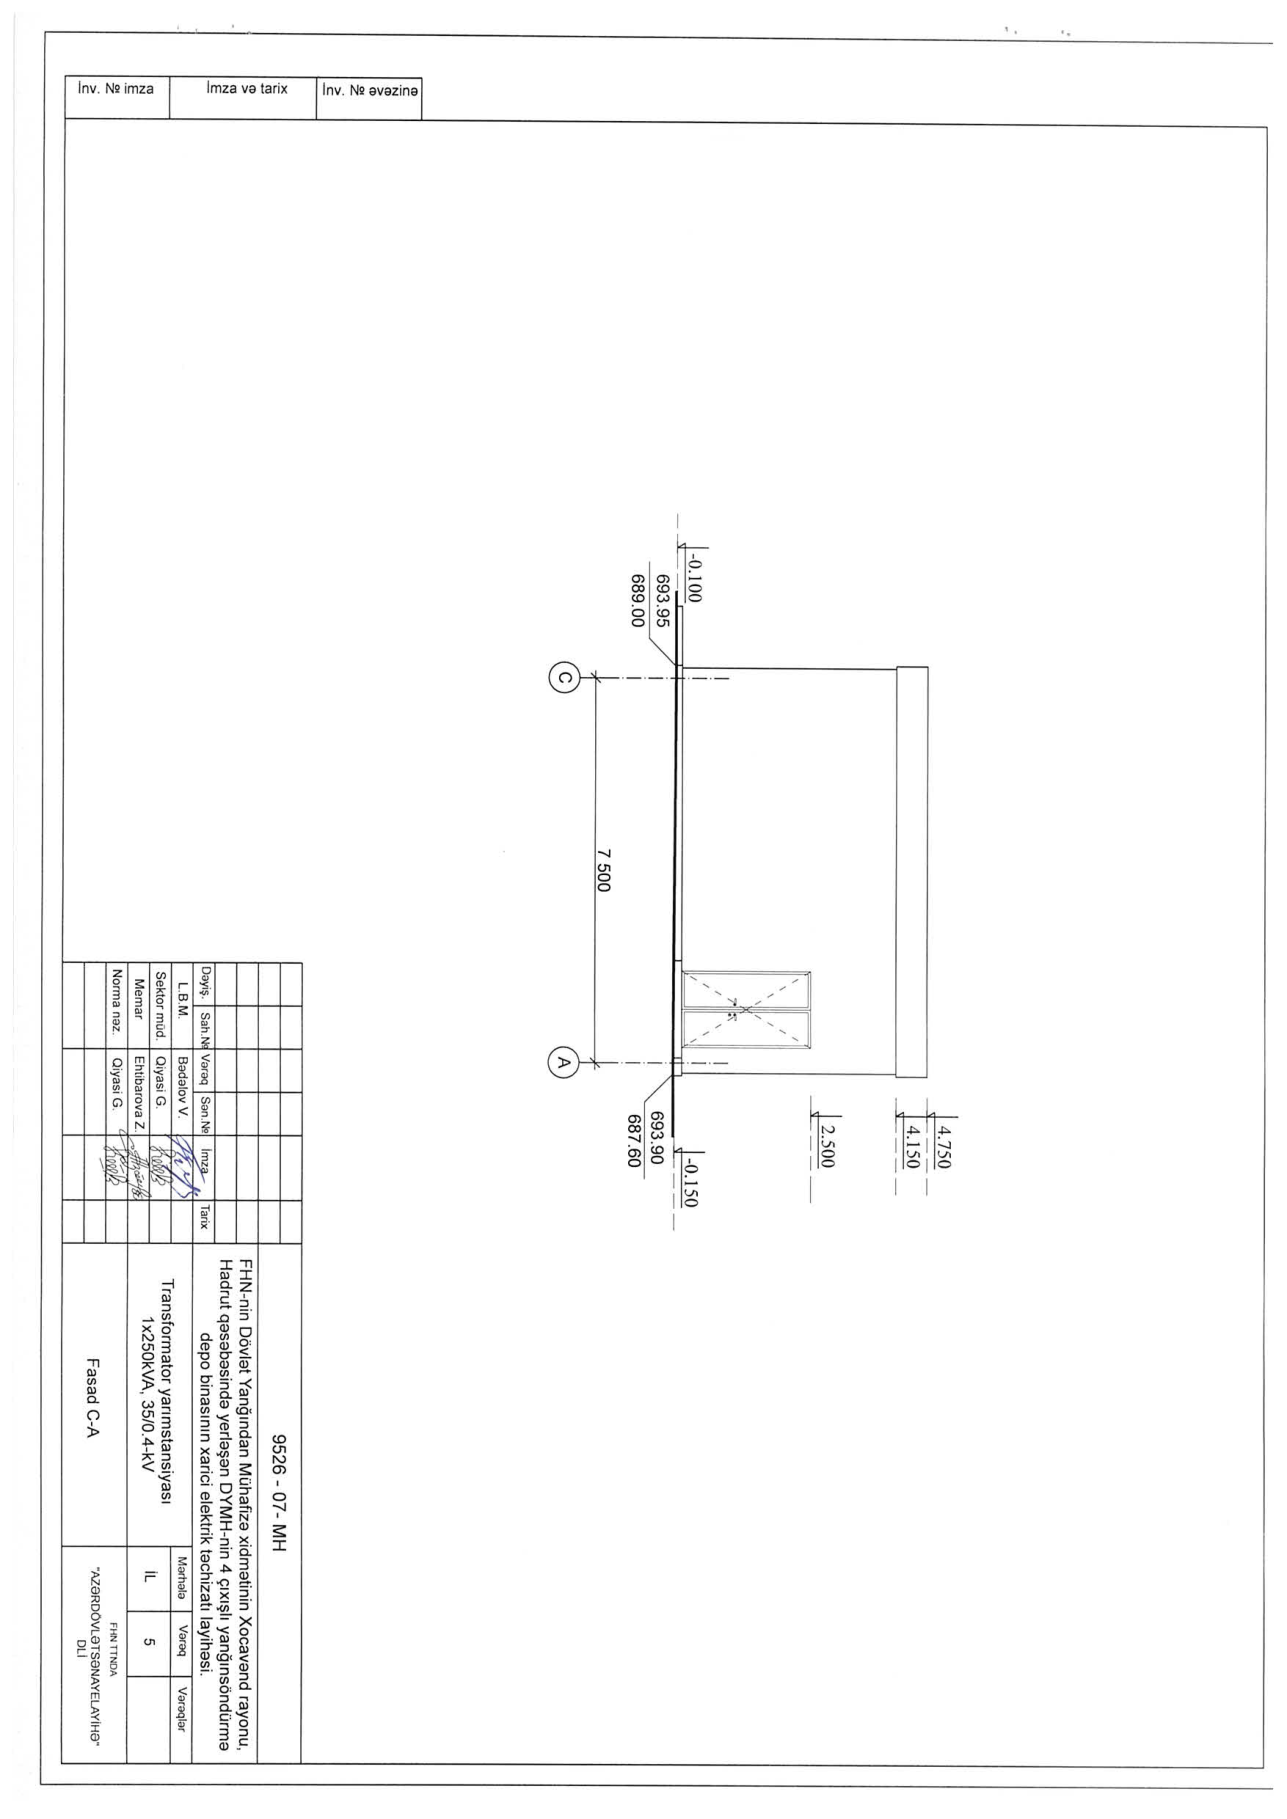 İnv. № imza
İmza və tarix
İnv. № əvəzinə
4.750
4.150
2.500
-0.100
-0.150
693.95
689.00
693.90
687.60
C
7 500
A
9526 - 07- MH
FHN-nin Dövlət Yanğından Mühafizə xidmətinin Xocavənd rayonu,
Hadrut qəsəbəsində yerləşən DYMH-nin 4 çıxışlı yanğınsöndürmə
depo binasının xarici elektrik təchizatı layihəsi.
Dəyiş.
Sah.№
Vərəq
Sən.№
İmza
Tarix
L.B.M.
Bədəlov V.
Sektor müd.
Qiyasi G.
Memar
Ehtibarova Z.
Norma nəz.
Qiyasi G.
Transformator yarımstansiyası
1x250kVA, 35/0.4-kV
Mərhələ
Vərəq
Vərəqlər
İL
5
Fasad C-A
FHN TTNDA
"AZƏRDÖVLƏTSƏNAYELAYİHƏ"
DLİ